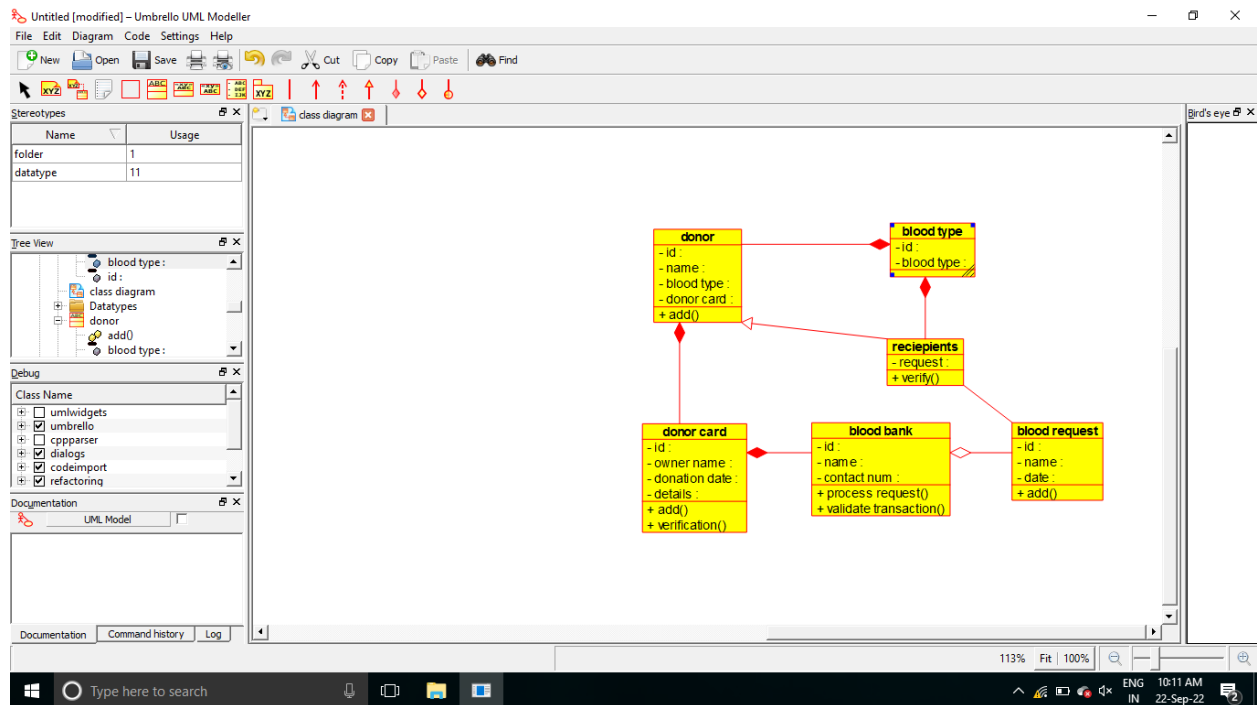 Untitled [modified] – Umbrello UML Modeller
File Edit Diagram Code Settings Help
New Open Save Cut Copy Paste Find
Stereotypes
Name Usage
folder 1
datatype 11
Tree View
blood type :
id :
class diagram
Datatypes
donor
add()
blood type :
Debug
Class Name
umlwidgets
umbrello
cppparser
dialogs
codeimport
refactoring
Documentation
UML Model
Documentation Command history Log
class diagram
Bird's eye
donor
- id :
- name :
- blood type :
- donor card :
+ add()
blood type
- id :
- blood type :
reciepients
- request :
+ verify()
donor card
- id :
- owner name :
- donation date :
- details :
+ add()
+ verification()
blood bank
- id :
- name :
- contact num :
+ process request()
+ validate transaction()
blood request
- id :
- name :
- date :
+ add()
113% Fit 100%
Type here to search
ENG
IN
10:11 AM
22-Sep-22
2